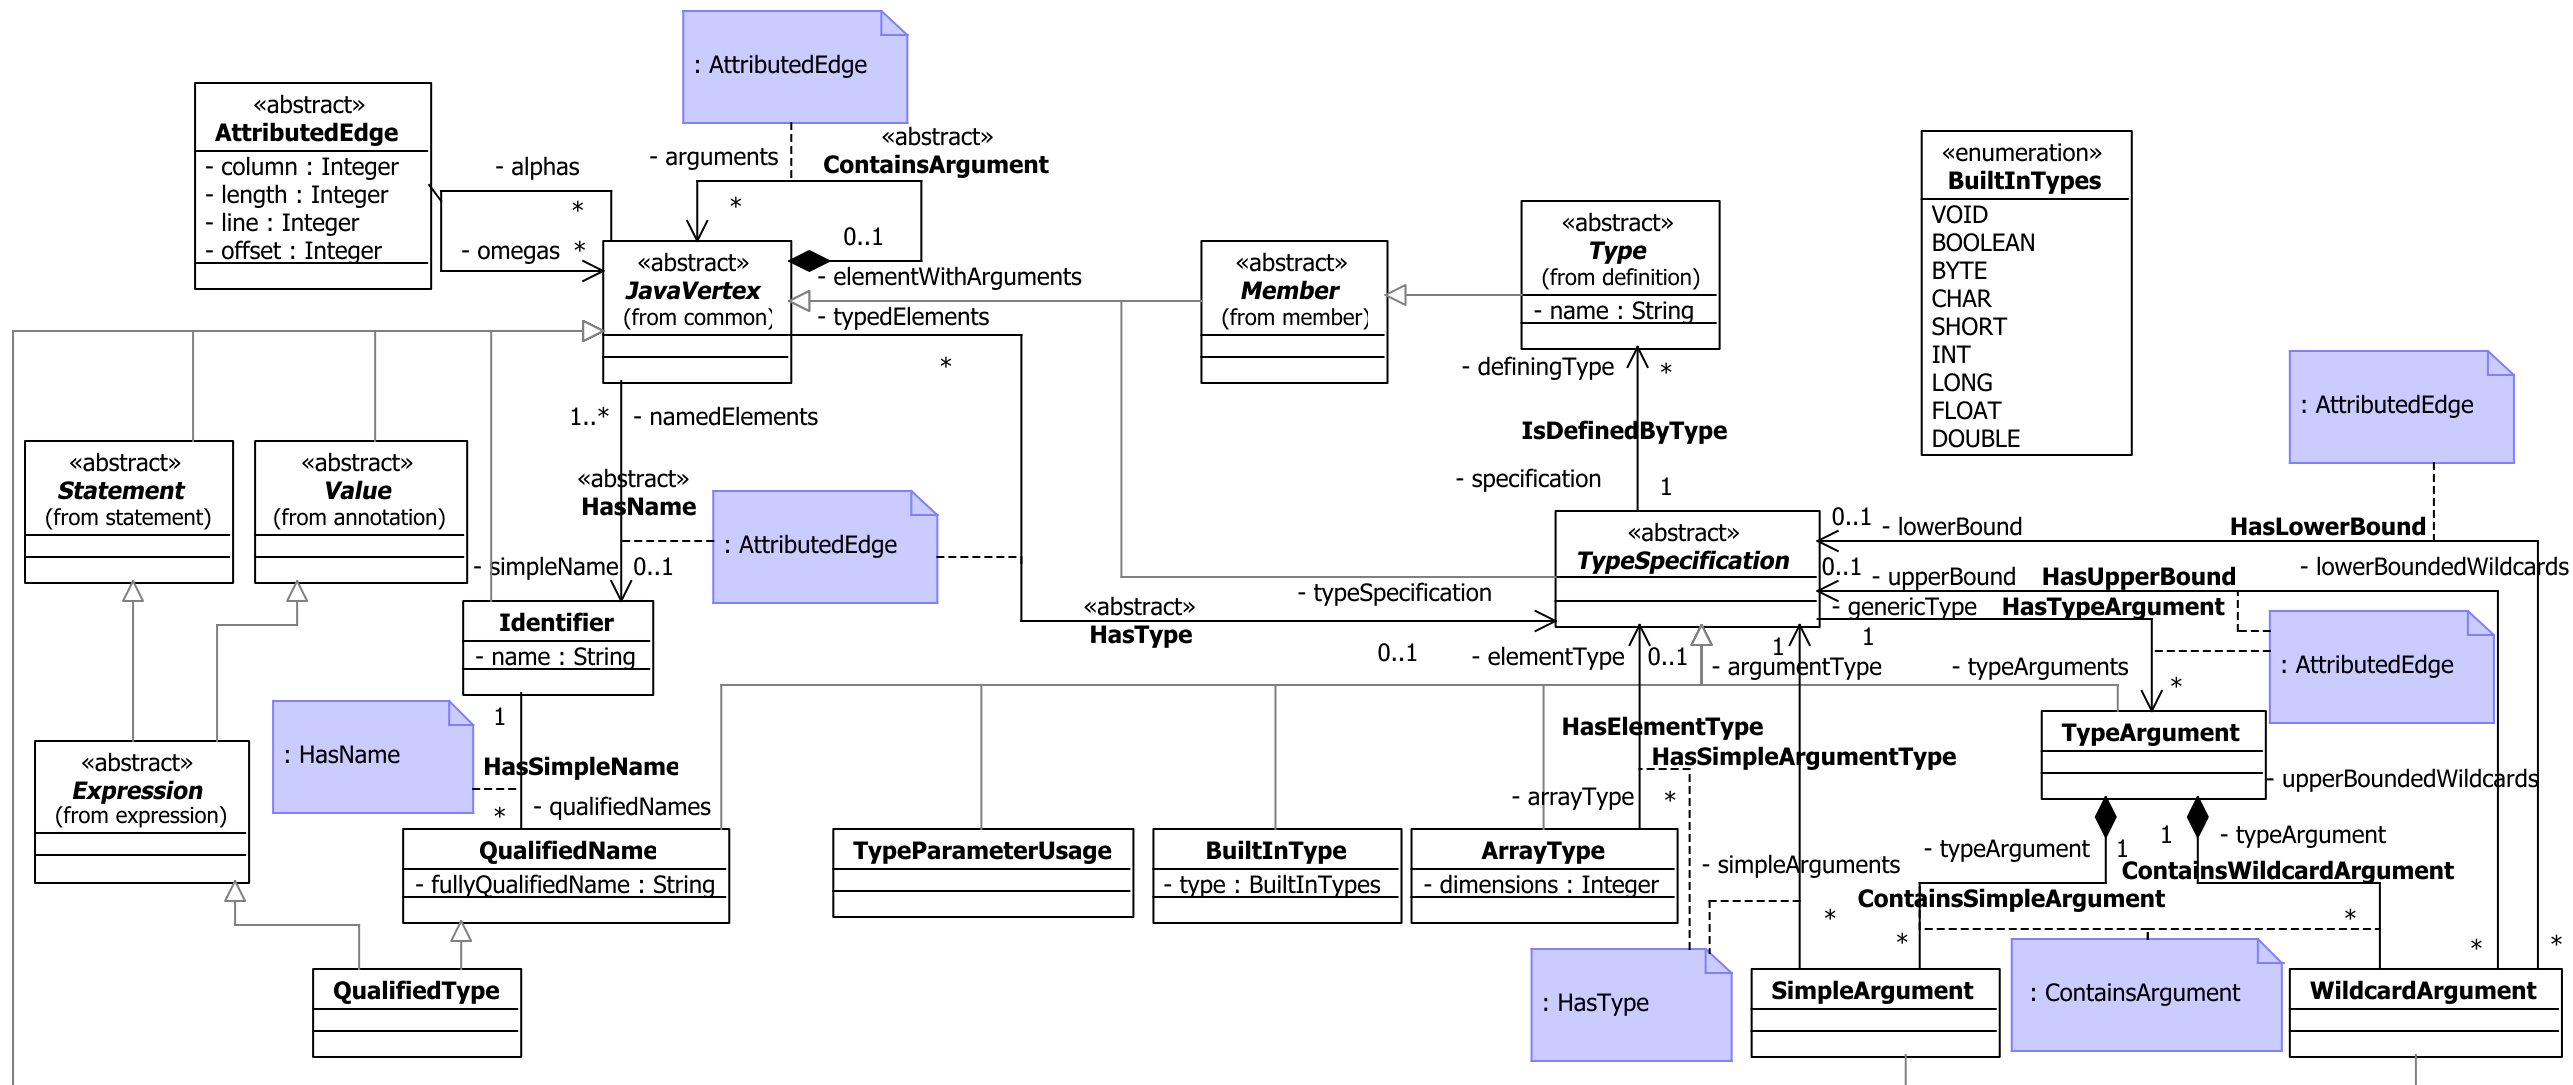 : AttributedEdge
«abstract»
AttributedEdge
- column : Integer
- length : Integer
- line : Integer
- offset : Integer
- alphas
*
- omegas
*
- arguments
*
«abstract»
ContainsArgument
0..1
- elementWithArguments
«abstract»
JavaVertex
(from common)
- typedElements
*
«abstract»
Member
(from member)
«abstract»
Type
(from definition)
- name : String
«enumeration»
BuiltInTypes
VOID
BOOLEAN
BYTE
CHAR
SHORT
INT
LONG
FLOAT
DOUBLE
- definingType
*
IsDefinedByType
- specification
1
: AttributedEdge
1..*
- namedElements
«abstract»
HasName
- simpleName
0..1
: AttributedEdge
«abstract»
Statement
(from statement)
«abstract»
Value
(from annotation)
«abstract»
TypeSpecification
0..1
- lowerBound
HasLowerBound
- lowerBoundedWildcards
0..1
- upperBound
HasUpperBound
- genericType
HasTypeArgument
1
- typeSpecification
«abstract»
HasType
0..1
- elementType
0..1
- argumentType
1
- typeArguments
*
: AttributedEdge
Identifier
- name : String
1
: HasName
HasSimpleName
*
- qualifiedNames
HasElementType
HasSimpleArgumentType
- arrayType
*
TypeArgument
- upperBoundedWildcards
«abstract»
Expression
(from expression)
QualifiedName
- fullyQualifiedName : String
TypeParameterUsage
BuiltInType
- type : BuiltInTypes
ArrayType
- dimensions : Integer
- simpleArguments
*
- typeArgument
1
1
- typeArgument
ContainsWildcardArgument
ContainsSimpleArgument
*
*
*
*
QualifiedType
: HasType
SimpleArgument
: ContainsArgument
WildcardArgument